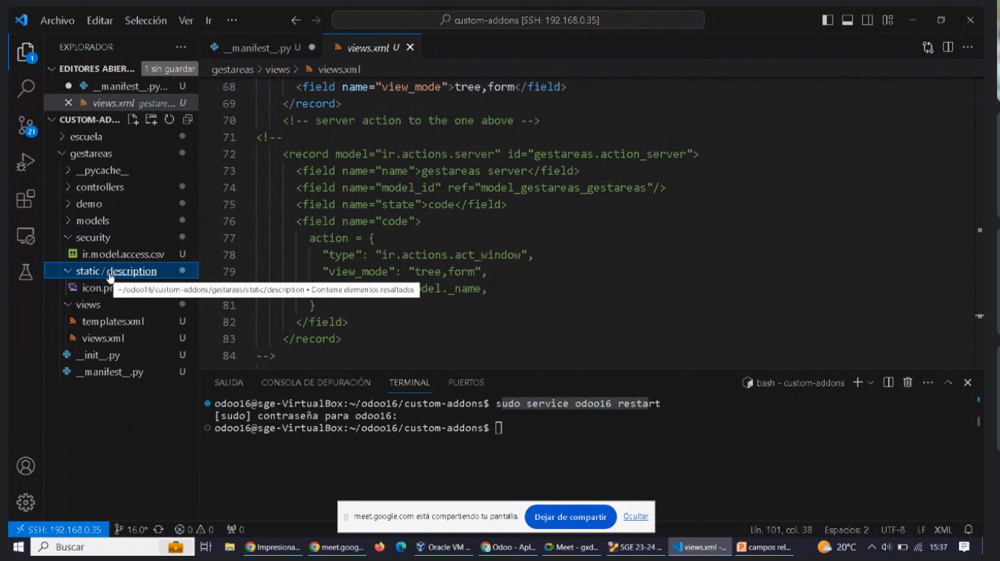 Archivo Editar Selección Ver Ir ··· custom-addons [SSH: 192.168.0.35]
EXPLORADOR ···
__manifest__.py U
views.xml U
EDITORES ABIER... 1 sin guardar
__manifest__.py... U
views.xml gestare... U
gestareas > views > views.xml
CUSTOM-AD...
escuela
gestareas
__pycache__
controllers
demo
models
security
ir.model.access.csv U
static / description
icon.pn
~/odoo16/custom-addons/gestareas/static/description • Contiene elementos resaltados
views
templates.xml U
views.xml U
__init__.py U
__manifest__.py U
68 <field name="view_mode">tree,form</field>
69 </record>
70 <!-- server action to the one above -->
71 <!--
72 <record model="ir.actions.server" id="gestareas.action_server">
73 <field name="name">gestareas server</field>
74 <field name="model_id" ref="model_gestareas_gestareas"/>
75 <field name="state">code</field>
76 <field name="code">
77 action = {
78 "type": "ir.actions.act_window",
79 "view_mode": "tree,form",
del._name,
81 }
82 </field>
83 </record>
84 -->
SALIDA CONSOLA DE DEPURACIÓN TERMINAL PUERTOS bash - custom-addons
odoo16@sge-VirtualBox:~/odoo16/custom-addons$ sudo service odoo16 restart
[sudo] contraseña para odoo16:
odoo16@sge-VirtualBox:~/odoo16/custom-addons$
1
21
meet.google.com está compartiendo tu pantalla. Dejar de compartir Ocultar
SSH: 192.168.0.35 16.0* 0 0 0 Lín. 101, col. 38 Espacios: 2 UTF-8 LF XML
Buscar Impresiona... meet.goog... Oracle VM ... Odoo - Apl... Meet - gxd... SGE 23-24 ... views.xml -... campos rel... 20°C 15:37